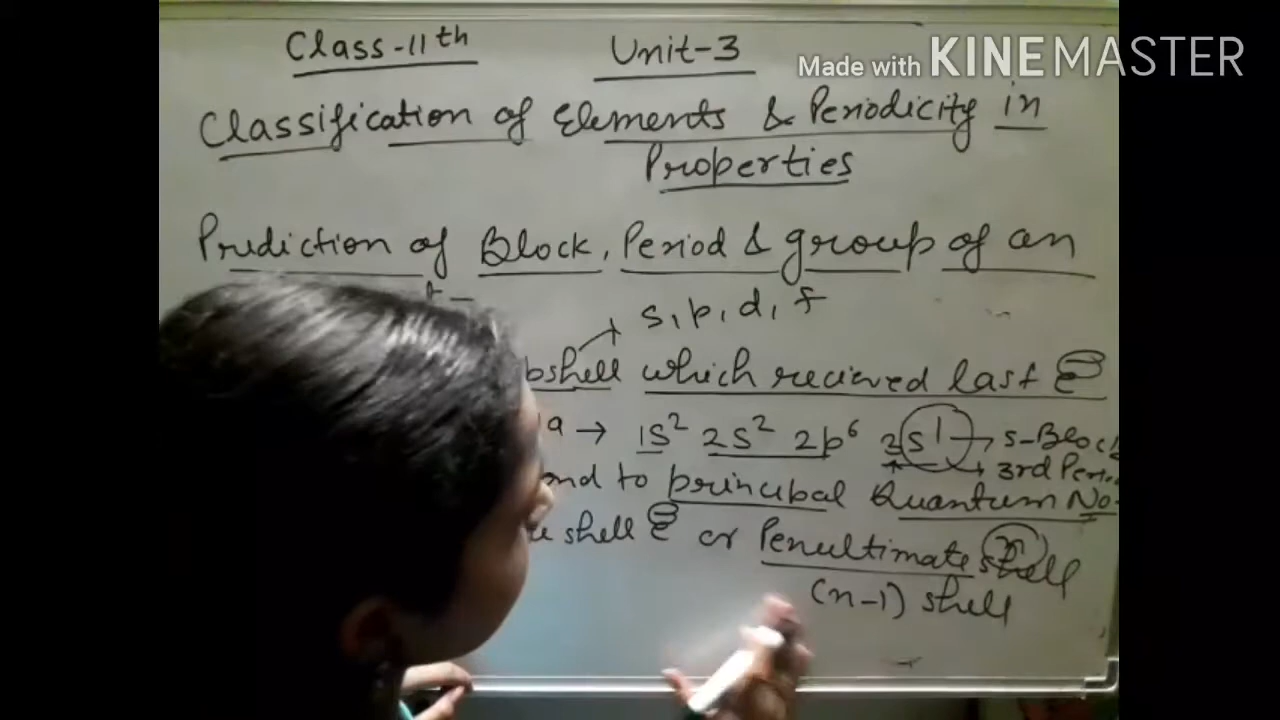 Class-11th Unit-3
Made with KINEMASTER
Classification of Elements & Periodicity in
Properties
Prediction of Block, Period & group of an
s, p, d, f
bshell which recieved last e
a → 1s² 2s² 2p⁶ 3s¹ → s-Block
→ 3rd Perio
nd to principal Quantum No.
shell e or Penultimate shell
n
(n-1) shell